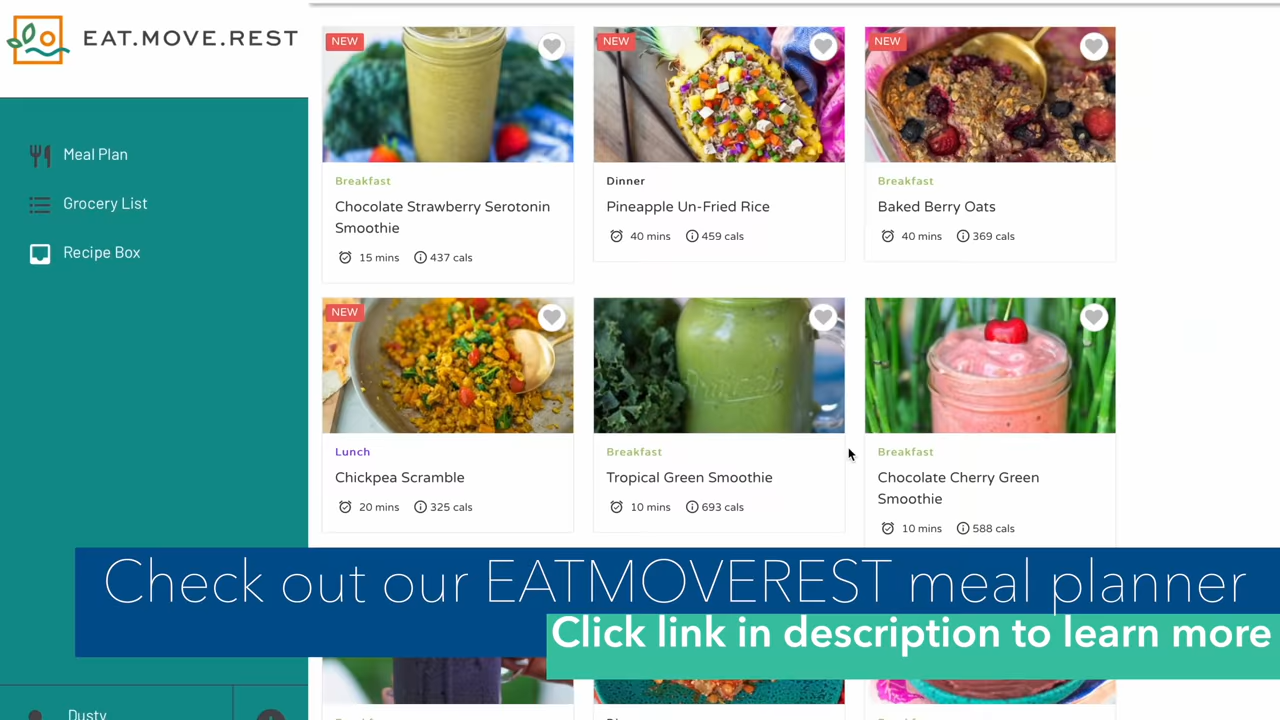 EAT.MOVE.REST
Meal Plan
Grocery List
Recipe Box
NEW
Breakfast
Chocolate Strawberry Serotonin
Smoothie
15 mins 437 cals
NEW
Dinner
Pineapple Un-Fried Rice
40 mins 459 cals
NEW
Breakfast
Baked Berry Oats
40 mins 369 cals
NEW
Lunch
Chickpea Scramble
20 mins 325 cals
Breakfast
Tropical Green Smoothie
10 mins 693 cals
Breakfast
Chocolate Cherry Green
Smoothie
10 mins 588 cals
Check out our EATMOVEREST meal planner
Click link in description to learn more
Dusty